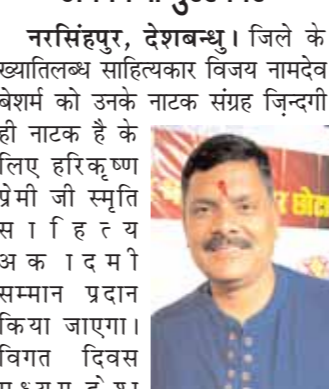 नरसिंहपुर, देशबन्धु। जिले के
ख्यातिलब्ध साहित्यकार विजय नामदेव
बेशर्म को उनके नाटक संग्रह ज़िन्दगी
ही नाटक है के
लिए हरिकृष्ण
प्रेमी जी स्मृति
साहित्य
अकादमी
सम्मान प्रदान
किया जाएगा।
विगत दिवस